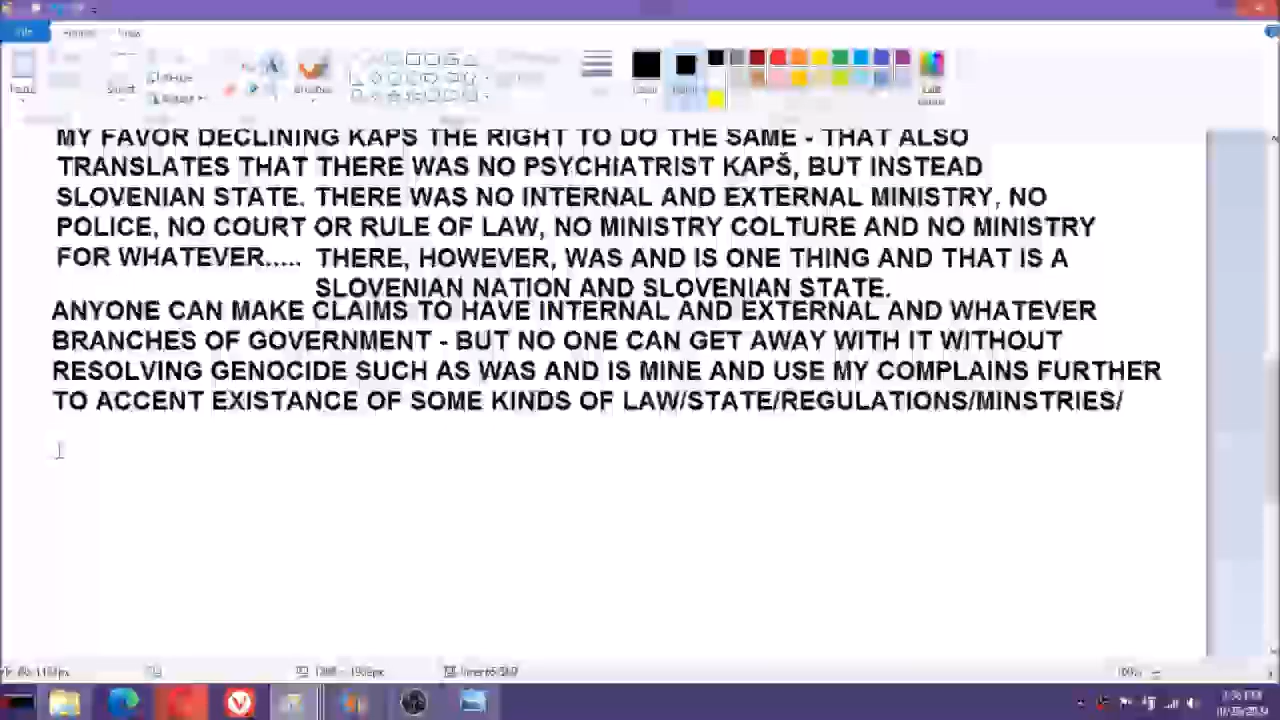 File
MY FAVOR DECLINING KAPS THE RIGHT TO DO THE SAME - THAT ALSO
TRANSLATES THAT THERE WAS NO PSYCHIATRIST KAPŠ, BUT INSTEAD
SLOVENIAN STATE. THERE WAS NO INTERNAL AND EXTERNAL MINISTRY, NO
POLICE, NO COURT OR RULE OF LAW, NO MINISTRY COLTURE AND NO MINISTRY
FOR WHATEVER..... THERE, HOWEVER, WAS AND IS ONE THING AND THAT IS A
SLOVENIAN NATION AND SLOVENIAN STATE.
ANYONE CAN MAKE CLAIMS TO HAVE INTERNAL AND EXTERNAL AND WHATEVER
BRANCHES OF GOVERNMENT - BUT NO ONE CAN GET AWAY WITH IT WITHOUT
RESOLVING GENOCIDE SUCH AS WAS AND IS MINE AND USE MY COMPLAINS FURTHER
TO ACCENT EXISTANCE OF SOME KINDS OF LAW/STATE/REGULATIONS/MINSTRIES/